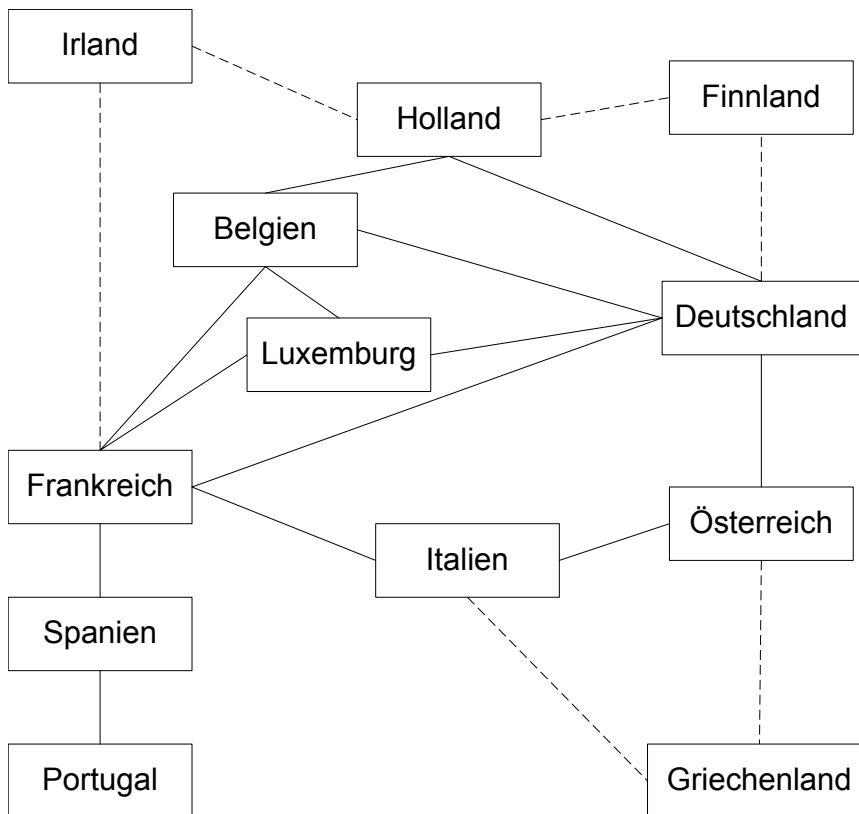 Irland
Holland
Finnland
Belgien
Deutschland
Luxemburg
Frankreich
Österreich
Italien
Spanien
Portugal
Griechenland